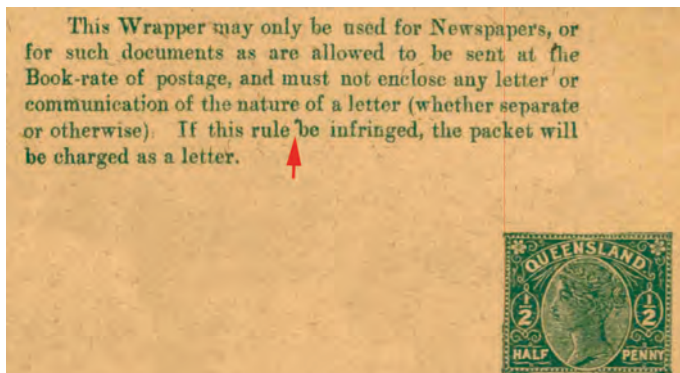 This Wrapper may only be used for Newspapers, or
for such documents as are allowed to be sent at the
Book-rate of postage, and must not enclose any letter or
communication of the nature of a letter (whether separate
or otherwise). If this rule be infringed, the packet will
be charged as a letter.
QUEENSLAND
1/2 1/2
HALF PENNY